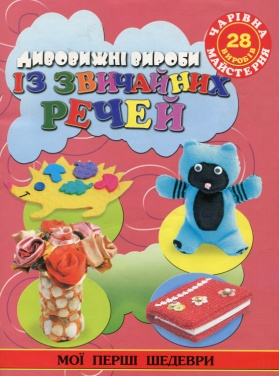 ЧАРІВНА
28
ВИРОБІВ
МАЙСТЕРНЯ
ДИВОВИЖНІ ВИРОБИ
ІЗ ЗВИЧАЙНИХ
РЕЧЕЙ
МОЇ ПЕРШІ ШЕДЕВРИ